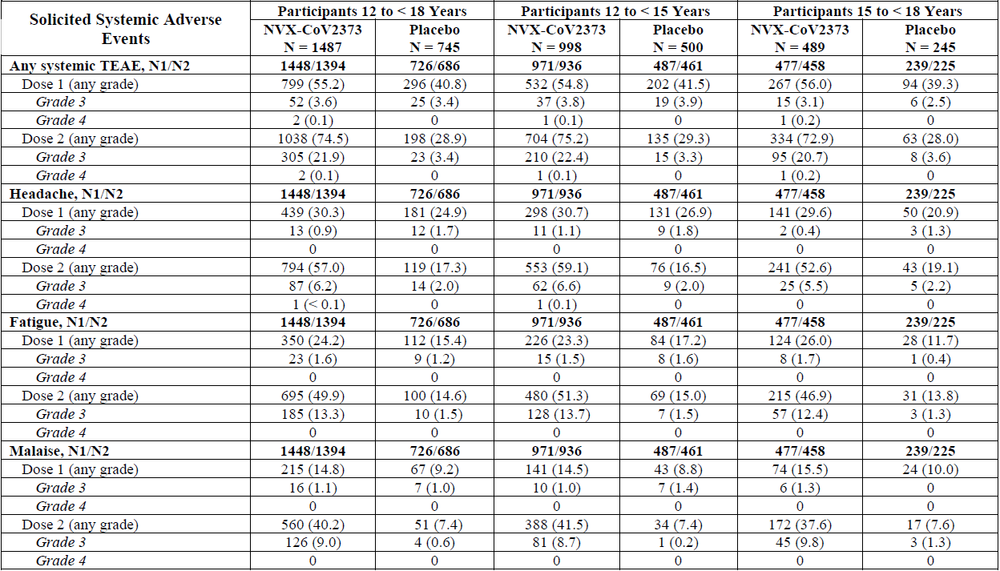 Solicited Systemic Adverse Events Participants 12 to < 18 Years Participants 12 to < 15 Years Participants 15 to < 18 Years
NVX-CoV2373 N = 1487 Placebo N = 745 NVX-CoV2373 N = 998 Placebo N = 500 NVX-CoV2373 N = 489 Placebo N = 245
Any systemic TEAE, N1/N2 1448/1394 726/686 971/936 487/461 477/458 239/225
Dose 1 (any grade) 799 (55.2) 296 (40.8) 532 (54.8) 202 (41.5) 267 (56.0) 94 (39.3)
Grade 3 52 (3.6) 25 (3.4) 37 (3.8) 19 (3.9) 15 (3.1) 6 (2.5)
Grade 4 2 (0.1) 0 1 (0.1) 0 1 (0.2) 0
Dose 2 (any grade) 1038 (74.5) 198 (28.9) 704 (75.2) 135 (29.3) 334 (72.9) 63 (28.0)
Grade 3 305 (21.9) 23 (3.4) 210 (22.4) 15 (3.3) 95 (20.7) 8 (3.6)
Grade 4 2 (0.1) 0 1 (0.1) 0 1 (0.2) 0
Headache, N1/N2 1448/1394 726/686 971/936 487/461 477/458 239/225
Dose 1 (any grade) 439 (30.3) 181 (24.9) 298 (30.7) 131 (26.9) 141 (29.6) 50 (20.9)
Grade 3 13 (0.9) 12 (1.7) 11 (1.1) 9 (1.8) 2 (0.4) 3 (1.3)
Grade 4 0 0 0 0 0 0
Dose 2 (any grade) 794 (57.0) 119 (17.3) 553 (59.1) 76 (16.5) 241 (52.6) 43 (19.1)
Grade 3 87 (6.2) 14 (2.0) 62 (6.6) 9 (2.0) 25 (5.5) 5 (2.2)
Grade 4 1 (< 0.1) 0 1 (0.1) 0 0 0
Fatigue, N1/N2 1448/1394 726/686 971/936 487/461 477/458 239/225
Dose 1 (any grade) 350 (24.2) 112 (15.4) 226 (23.3) 84 (17.2) 124 (26.0) 28 (11.7)
Grade 3 23 (1.6) 9 (1.2) 15 (1.5) 8 (1.6) 8 (1.7) 1 (0.4)
Grade 4 0 0 0 0 0 0
Dose 2 (any grade) 695 (49.9) 100 (14.6) 480 (51.3) 69 (15.0) 215 (46.9) 31 (13.8)
Grade 3 185 (13.3) 10 (1.5) 128 (13.7) 7 (1.5) 57 (12.4) 3 (1.3)
Grade 4 0 0 0 0 0 0
Malaise, N1/N2 1448/1394 726/686 971/936 487/461 477/458 239/225
Dose 1 (any grade) 215 (14.8) 67 (9.2) 141 (14.5) 43 (8.8) 74 (15.5) 24 (10.0)
Grade 3 16 (1.1) 7 (1.0) 10 (1.0) 7 (1.4) 6 (1.3) 0
Grade 4 0 0 0 0 0 0
Dose 2 (any grade) 560 (40.2) 51 (7.4) 388 (41.5) 34 (7.4) 172 (37.6) 17 (7.6)
Grade 3 126 (9.0) 4 (0.6) 81 (8.7) 1 (0.2) 45 (9.8) 3 (1.3)
Grade 4 0 0 0 0 0 0